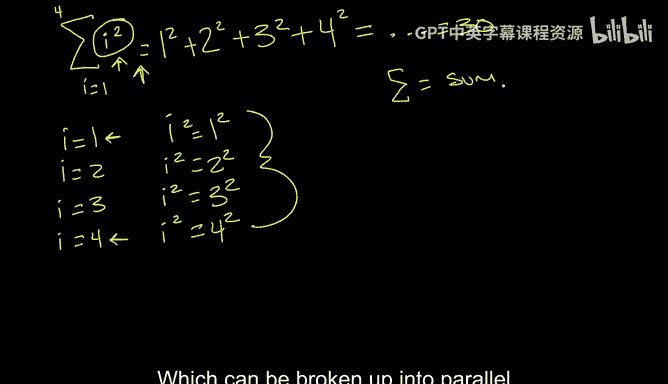 4
∑ i² = 1² + 2² + 3² + 4² = ... = 30
i=1
GPT中英字幕课程资源 bilibili
∑ = sum.
i=1 ← i²=1²
i=2 i²=2²
i=3 i²=3²
i=4 ← i²=4²
Which can be broken up into parallel